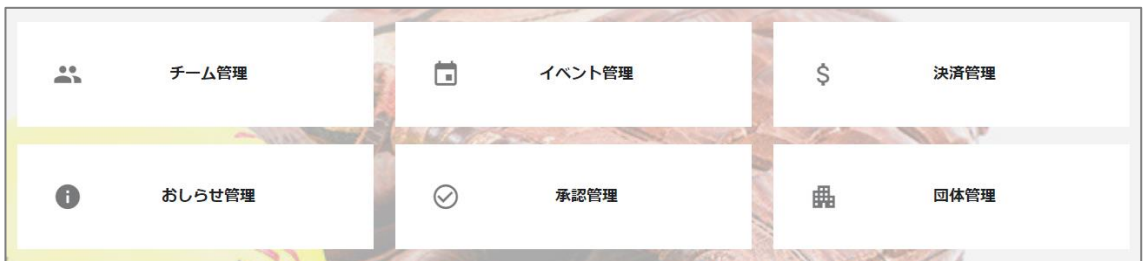 チーム管理
イベント管理
決済管理
おしらせ管理
承認管理
団体管理